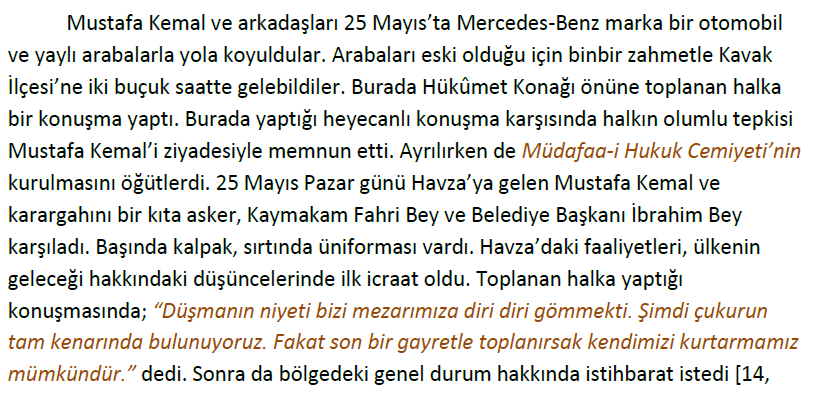 Mustafa Kemal ve arkadaşları 25 Mayıs’ta Mercedes-Benz marka bir otomobil
ve yaylı arabalarla yola koyuldular. Arabaları eski olduğu için binbir zahmetle Kavak
İlçesi’ne iki buçuk saatte gelebildiler. Burada Hükûmet Konağı önüne toplanan halka
bir konuşma yaptı. Burada yaptığı heyecanlı konuşma karşısında halkın olumlu tepkisi
Mustafa Kemal’i ziyadesiyle memnun etti. Ayrılırken de Müdafaa-i Hukuk Cemiyeti’nin
kurulmasını öğütlerdi. 25 Mayıs Pazar günü Havza’ya gelen Mustafa Kemal ve
karargahını bir kıta asker, Kaymakam Fahri Bey ve Belediye Başkanı İbrahim Bey
karşıladı. Başında kalpak, sırtında üniforması vardı. Havza’daki faaliyetleri, ülkenin
geleceği hakkındaki düşüncelerinde ilk icraat oldu. Toplanan halka yaptığı
konuşmasında; “Düşmanın niyeti bizi mezarımıza diri diri gömmekti. Şimdi çukurun
tam kenarında bulunuyoruz. Fakat son bir gayretle toplanırsak kendimizi kurtarmamız
mümkündür.” dedi. Sonra da bölgedeki genel durum hakkında istihbarat istedi [14,